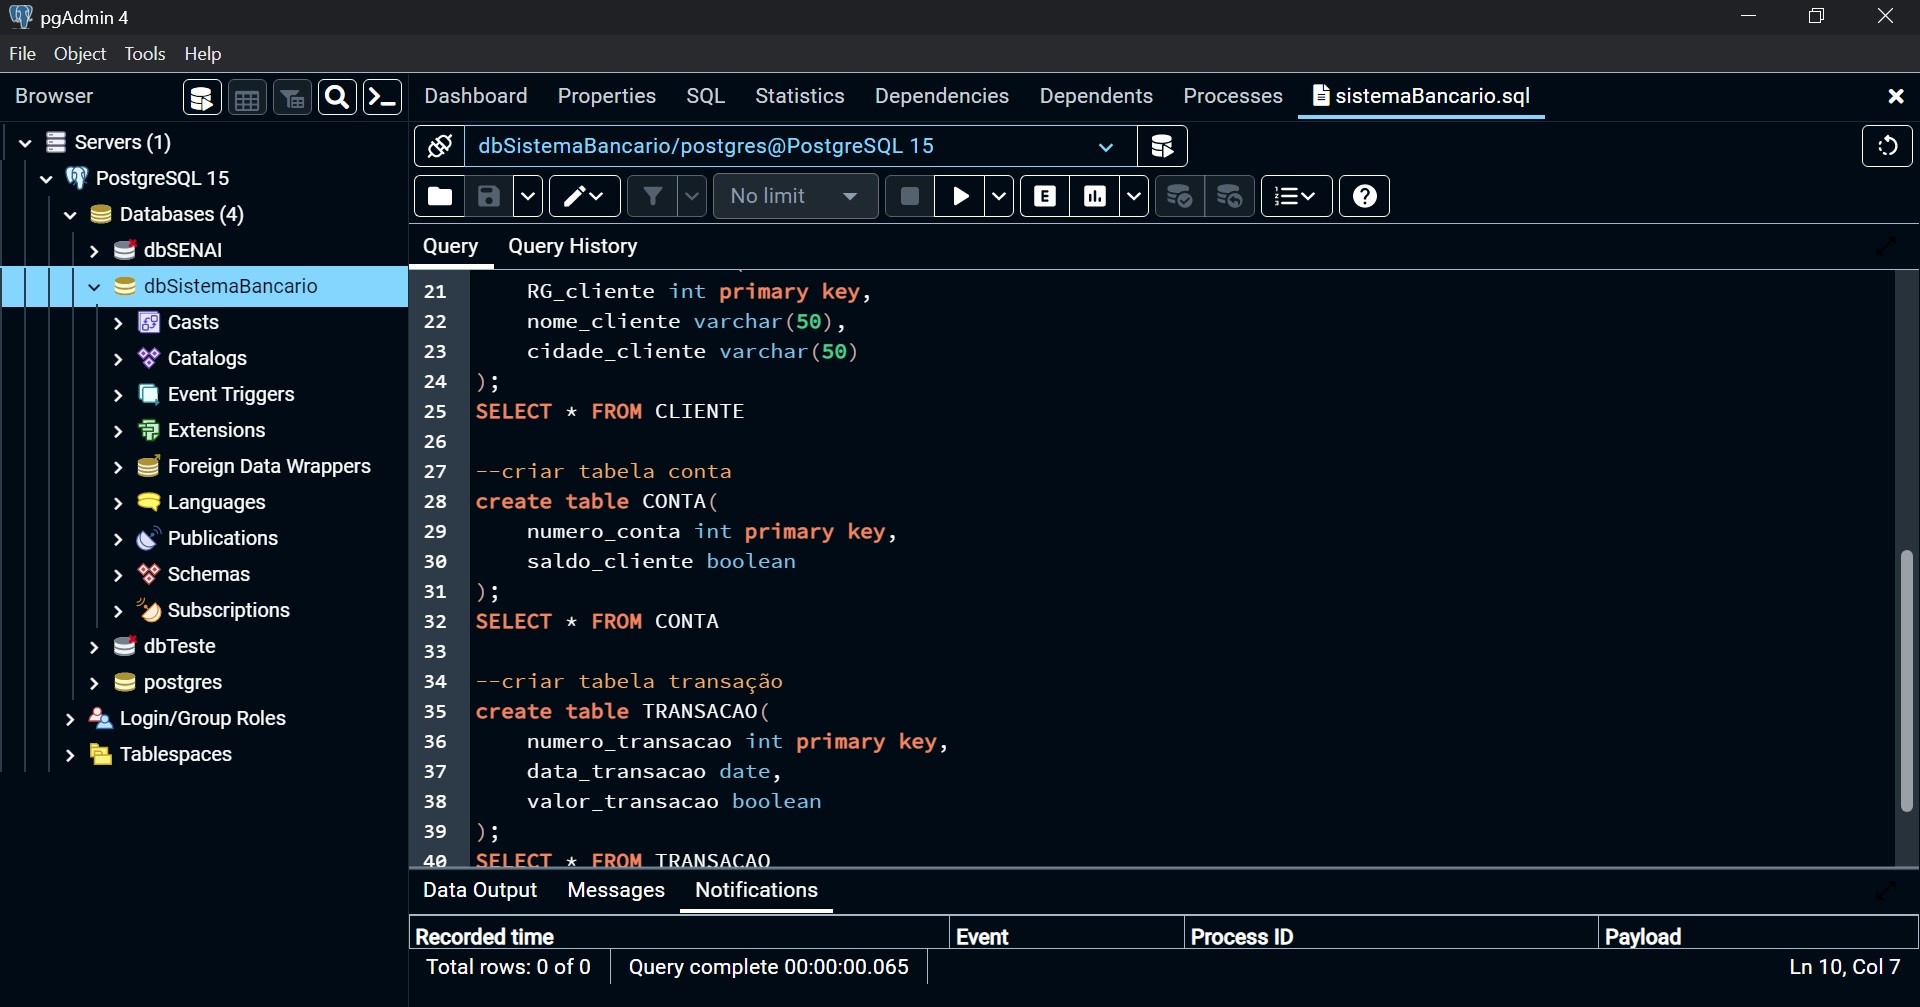 pgAdmin 4
File Object Tools Help
Browser
Dashboard Properties SQL Statistics Dependencies Dependents Processes sistemaBancario.sql
Servers (1)
PostgreSQL 15
Databases (4)
dbSENAI
dbSistemaBancario
Casts
Catalogs
Event Triggers
Extensions
Foreign Data Wrappers
Languages
Publications
Schemas
Subscriptions
dbTeste
postgres
Login/Group Roles
Tablespaces
dbSistemaBancario/postgres@PostgreSQL 15
No limit
E
Query Query History
21 RG_cliente int primary key,
22 nome_cliente varchar(50),
23 cidade_cliente varchar(50)
24 );
25 SELECT * FROM CLIENTE
26
27 --criar tabela conta
28 create table CONTA(
29 numero_conta int primary key,
30 saldo_cliente boolean
31 );
32 SELECT * FROM CONTA
33
34 --criar tabela transação
35 create table TRANSACAO(
36 numero_transacao int primary key,
37 data_transacao date,
38 valor_transacao boolean
39 );
40 SELECT * FROM TRANSACAO
Data Output Messages Notifications
Recorded time Event Process ID Payload
Total rows: 0 of 0 Query complete 00:00:00.065 Ln 10, Col 7